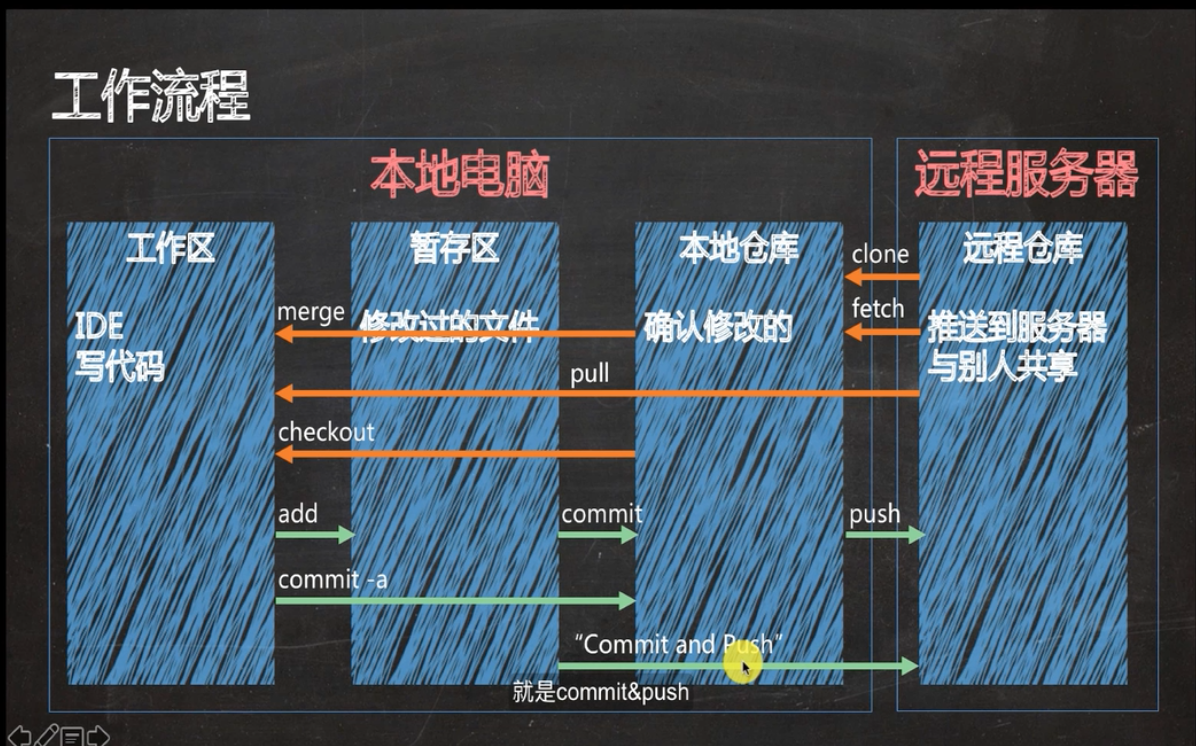 工作流程
本地电脑
远程服务器
工作区
暂存区
本地仓库
远程仓库
clone
merge
fetch
IDE
写代码
修改过的文件
确认修改的
推送到服务器
与别人共享
pull
checkout
add
commit
push
commit -a
“Commit and Push”
就是commit&push